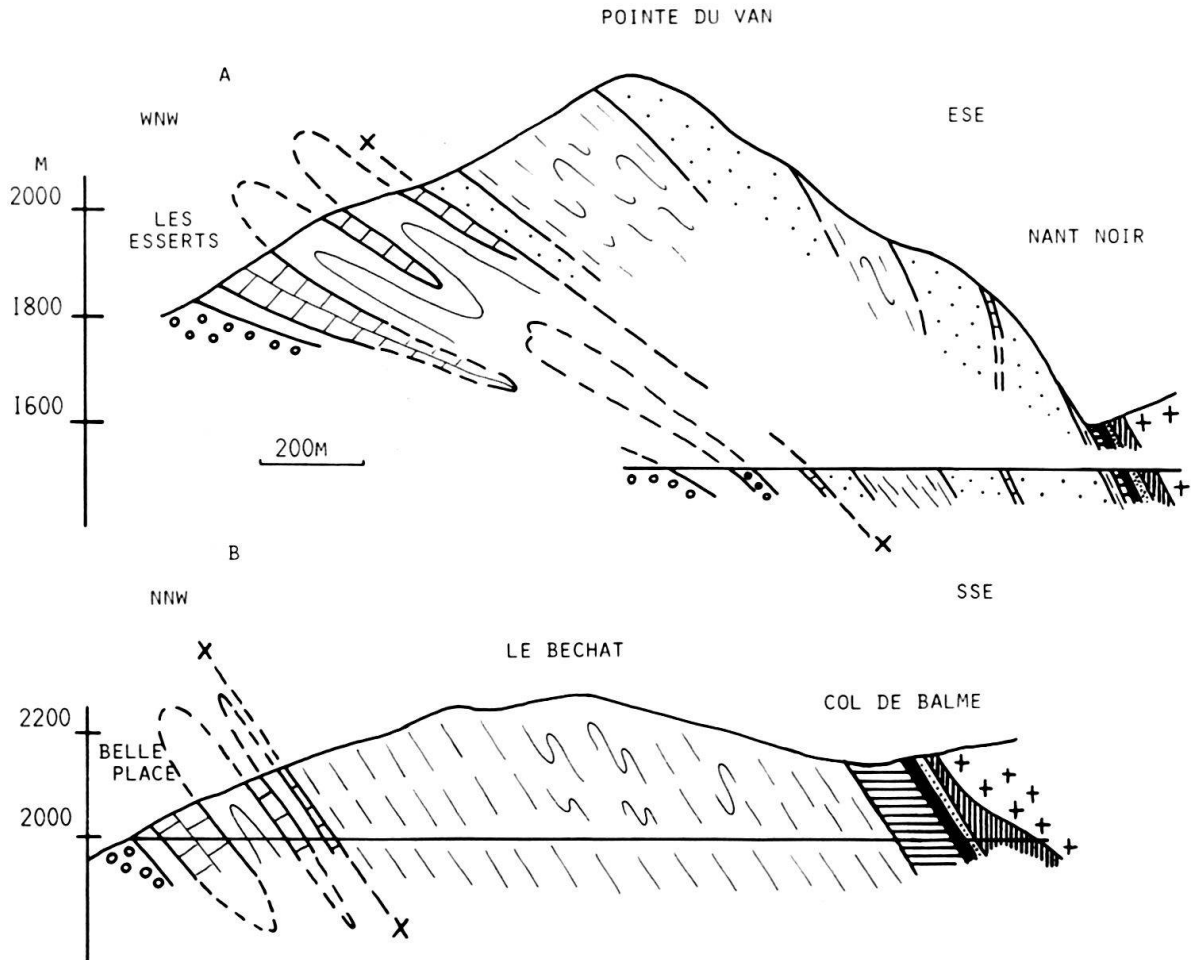 POINTE DU VAN
A
WNW
ESE
M
2000
LES
ESSERTS
NANT NOIR
1800
1600
200M
B
NNW
SSE
LE BECHAT
COL DE BALME
2200
BELLE
PLACE
2000